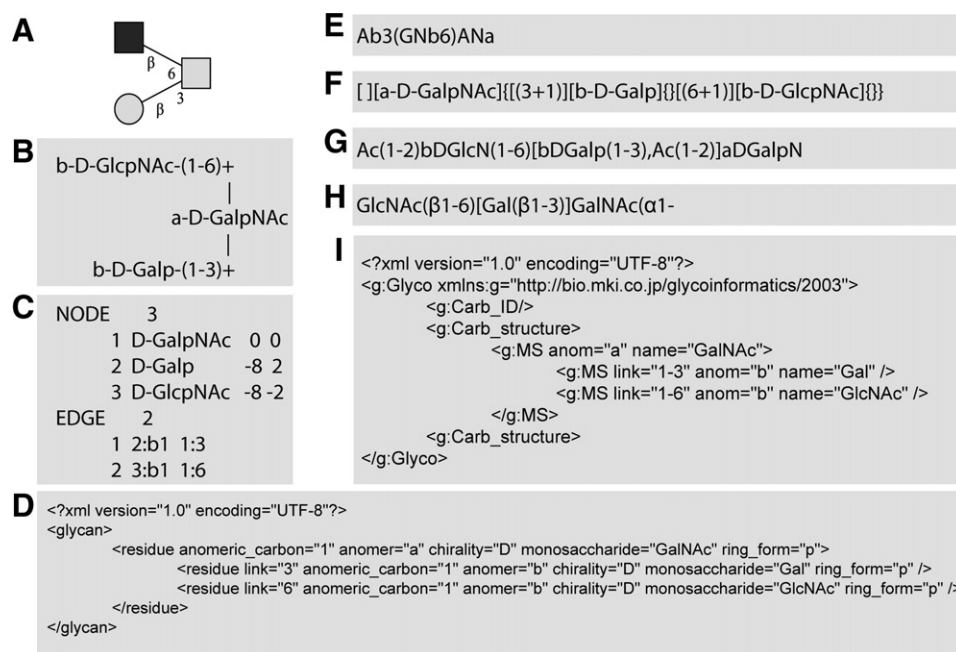 A
β
6
3
β
B
b-D-GlcpNAc-(1-6)+
|
a-D-GalpNAc
|
b-D-Galp-(1-3)+
C
NODE 3
1 D-GalpNAc 0 0
2 D-Galp -8 2
3 D-GlcpNAc -8 -2
EDGE 2
1 2:b1 1:3
2 3:b1 1:6
D
<?xml version="1.0" encoding="UTF-8"?>
<glycan>
<residue anomeric_carbon="1" anomer="a" chirality="D" monosaccharide="GalNAc" ring_form="p">
<residue link="3" anomeric_carbon="1" anomer="b" chirality="D" monosaccharide="Gal" ring_form="p" />
<residue link="6" anomeric_carbon="1" anomer="b" chirality="D" monosaccharide="GlcNAc" ring_form="p" />
</residue>
</glycan>
E
Ab3(GNb6)ANa
F
[ ][a-D-GalpNAc]{[(3+1)][b-D-Galp]{}[(6+1)][b-D-GlcpNAc]{}}
G
Ac(1-2)bDGlcN(1-6)[bDGalp(1-3),Ac(1-2)]aDGalpN
H
GlcNAc(β1-6)[Gal(β1-3)]GalNAc(α1-
I
<?xml version="1.0" encoding="UTF-8"?>
<g:Glyco xmlns:g="http://bio.mki.co.jp/glycoinformatics/2003">
<g:Carb_ID/>
<g:Carb_structure>
<g:MS anom="a" name="GalNAc">
<g:MS link="1-3" anom="b" name="Gal" />
<g:MS link="1-6" anom="b" name="GlcNAc" />
</g:MS>
<g:Carb_structure>
</g:Glyco>